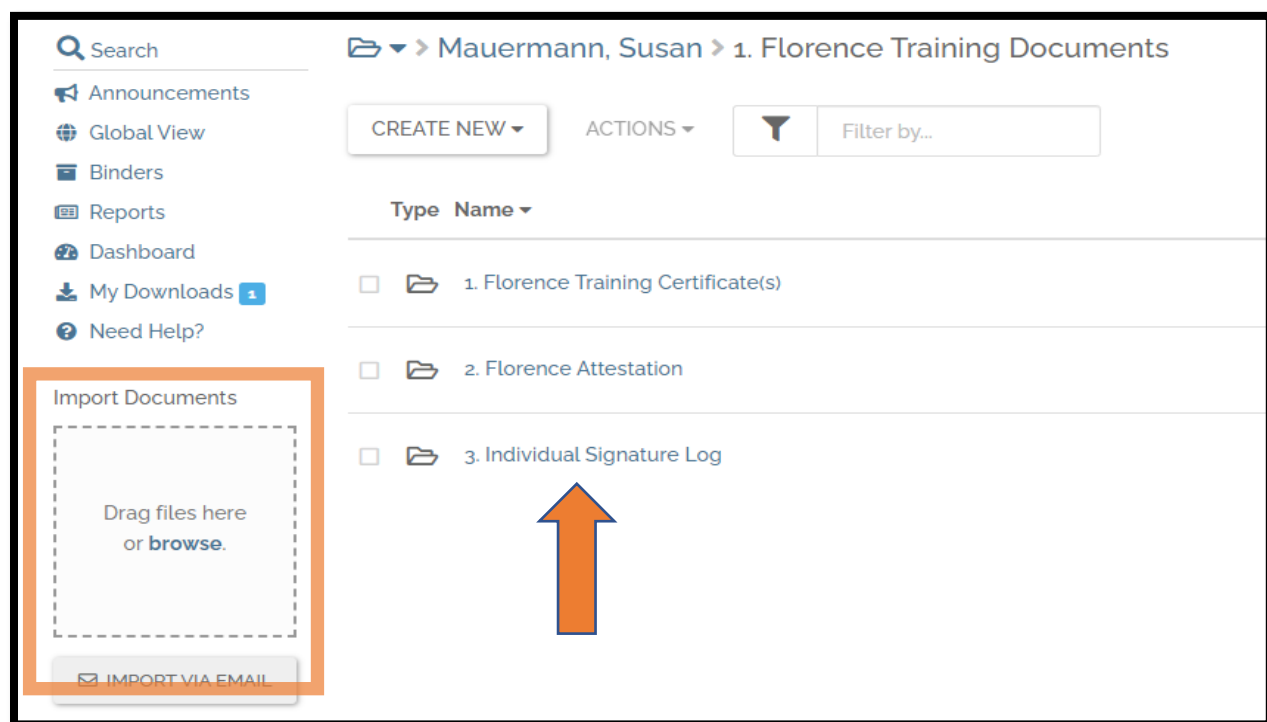 Search
Announcements
Global View
Binders
Reports
Dashboard
My Downloads 1
Need Help?
Import Documents
Drag files here
or browse.
IMPORT VIA EMAIL
> Mauermann, Susan > 1. Florence Training Documents
CREATE NEW ACTIONS Filter by...
Type Name
1. Florence Training Certificate(s)
2. Florence Attestation
3. Individual Signature Log